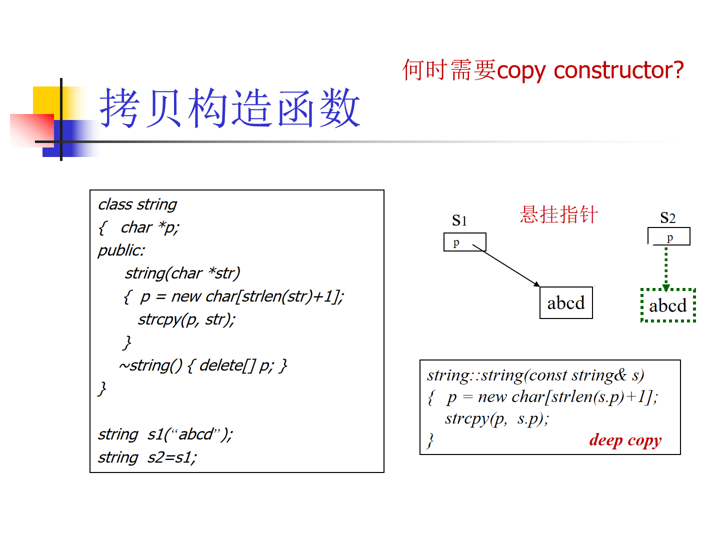 何时需要copy constructor?
拷贝构造函数
class string
{ char *p;
public:
string(char *str)
{ p = new char[strlen(str)+1];
strcpy(p, str);
}
~string() { delete[] p; }
}
string s1(“abcd”);
string s2=s1;
悬挂指针
S1
p
abcd
S2
p
abcd
string::string(const string& s)
{ p = new char[strlen(s.p)+1];
strcpy(p, s.p);
}
deep copy